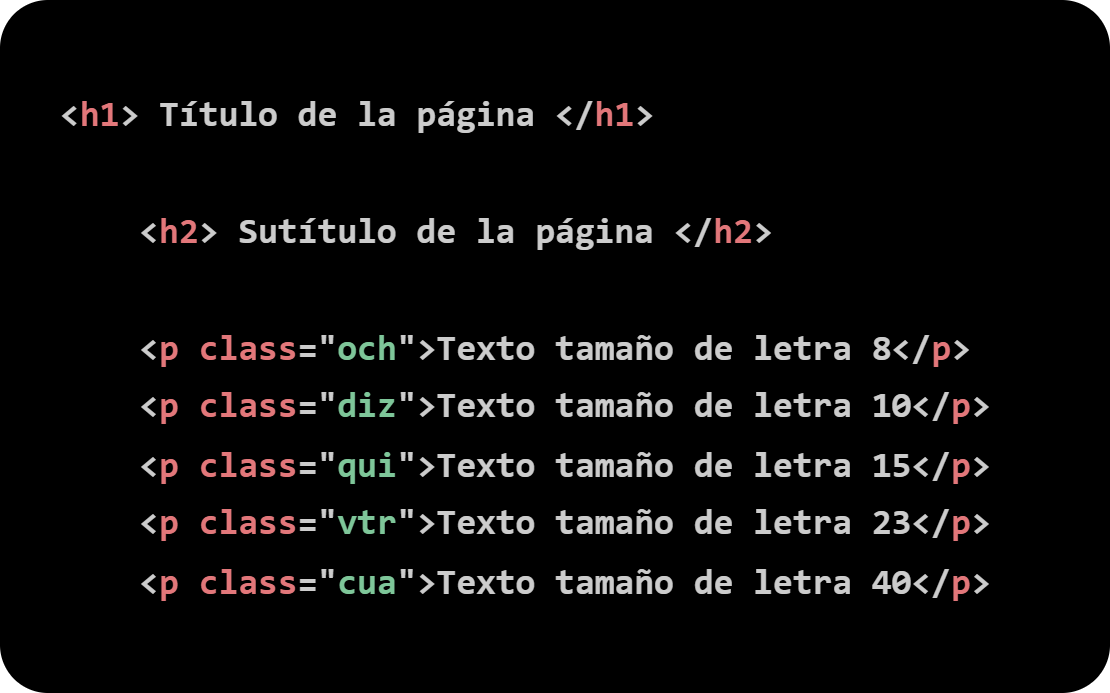 <h1> Título de la página </h1>
<h2> Sutítulo de la página </h2>
<p class="och">Texto tamaño de letra 8</p>
<p class="diz">Texto tamaño de letra 10</p>
<p class="qui">Texto tamaño de letra 15</p>
<p class="vtr">Texto tamaño de letra 23</p>
<p class="cua">Texto tamaño de letra 40</p>